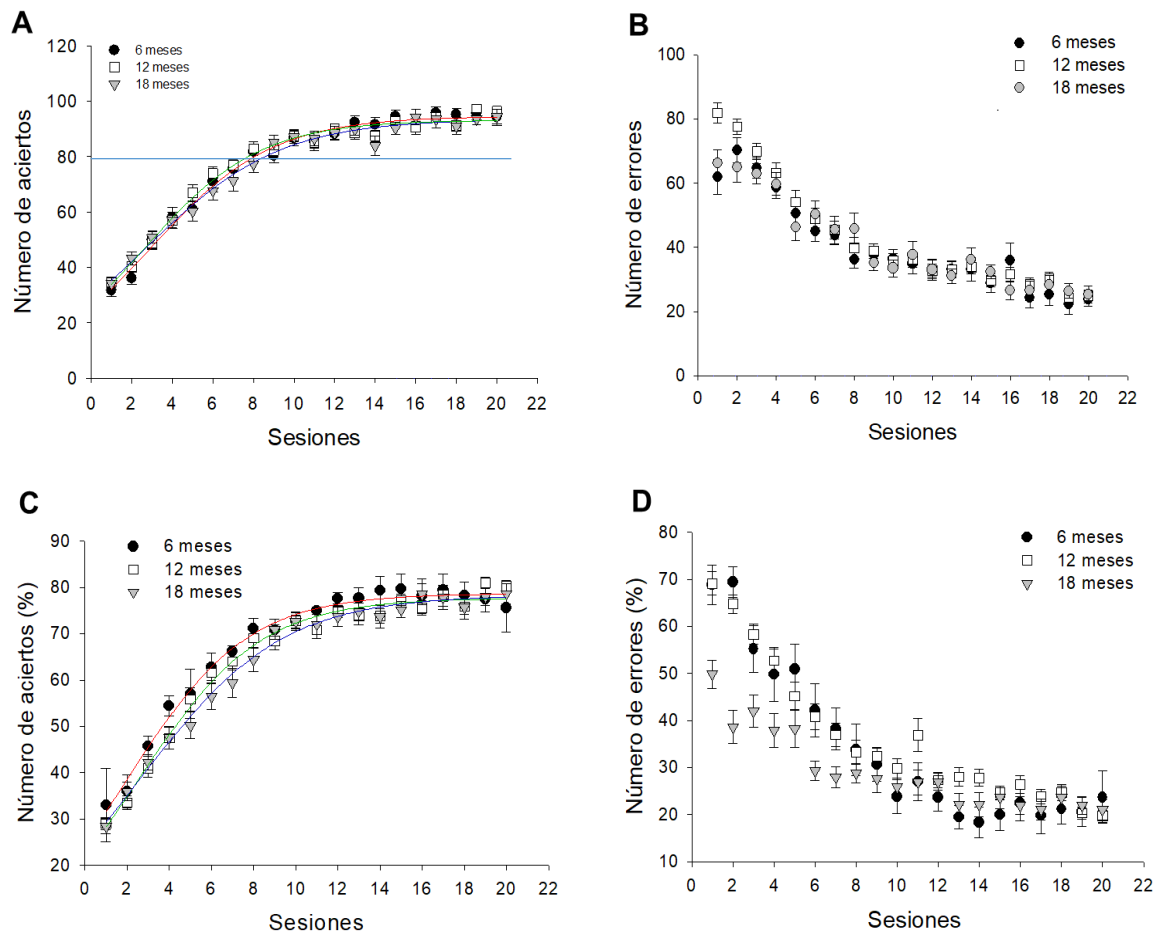 A
6 meses
12 meses
18 meses
Número de aciertos
120
100
80
60
40
20
0
0 2 4 6 8 10 12 14 16 18 20 22
Sesiones
B
6 meses
12 meses
18 meses
Número de errores
100
80
60
40
20
0
0 2 4 6 8 10 12 14 16 18 20 22
Sesiones
C
6 meses
12 meses
18 meses
Número de aciertos (%)
90
80
70
60
50
40
30
20
0 2 4 6 8 10 12 14 16 18 20 22
Sesiones
D
6 meses
12 meses
18 meses
Número de errores (%)
80
70
60
50
40
30
20
10
0 2 4 6 8 10 12 14 16 18 20 22
Sesiones